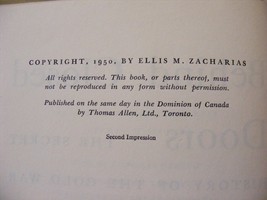 COPYRIGHT, 1950, BY ELLIS M. ZACHARIAS
All rights reserved. This book, or parts thereof, must
not be reproduced in any form without permission.
Published on the same day in the Dominion of Canada
by Thomas Allen, Ltd., Toronto.
Second Impression